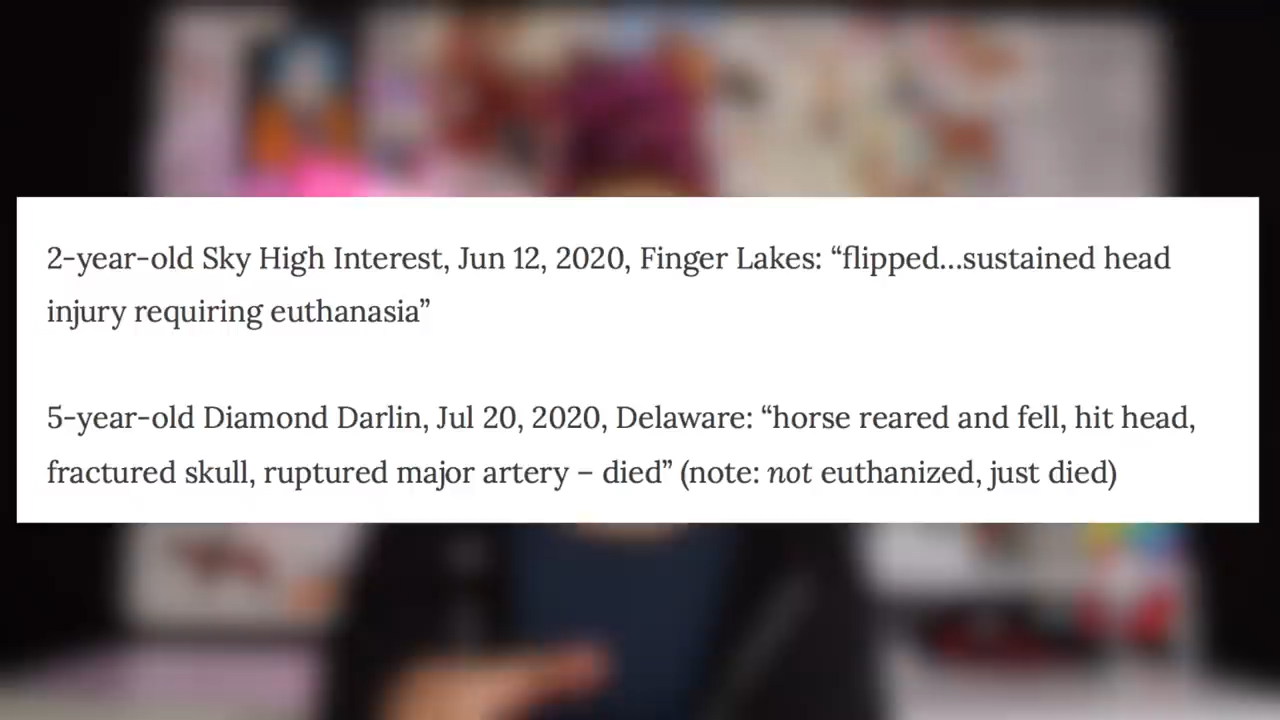 2-year-old Sky High Interest, Jun 12, 2020, Finger Lakes: “flipped…sustained head
injury requiring euthanasia”
5-year-old Diamond Darlin, Jul 20, 2020, Delaware: “horse reared and fell, hit head,
fractured skull, ruptured major artery – died” (note: not euthanized, just died)